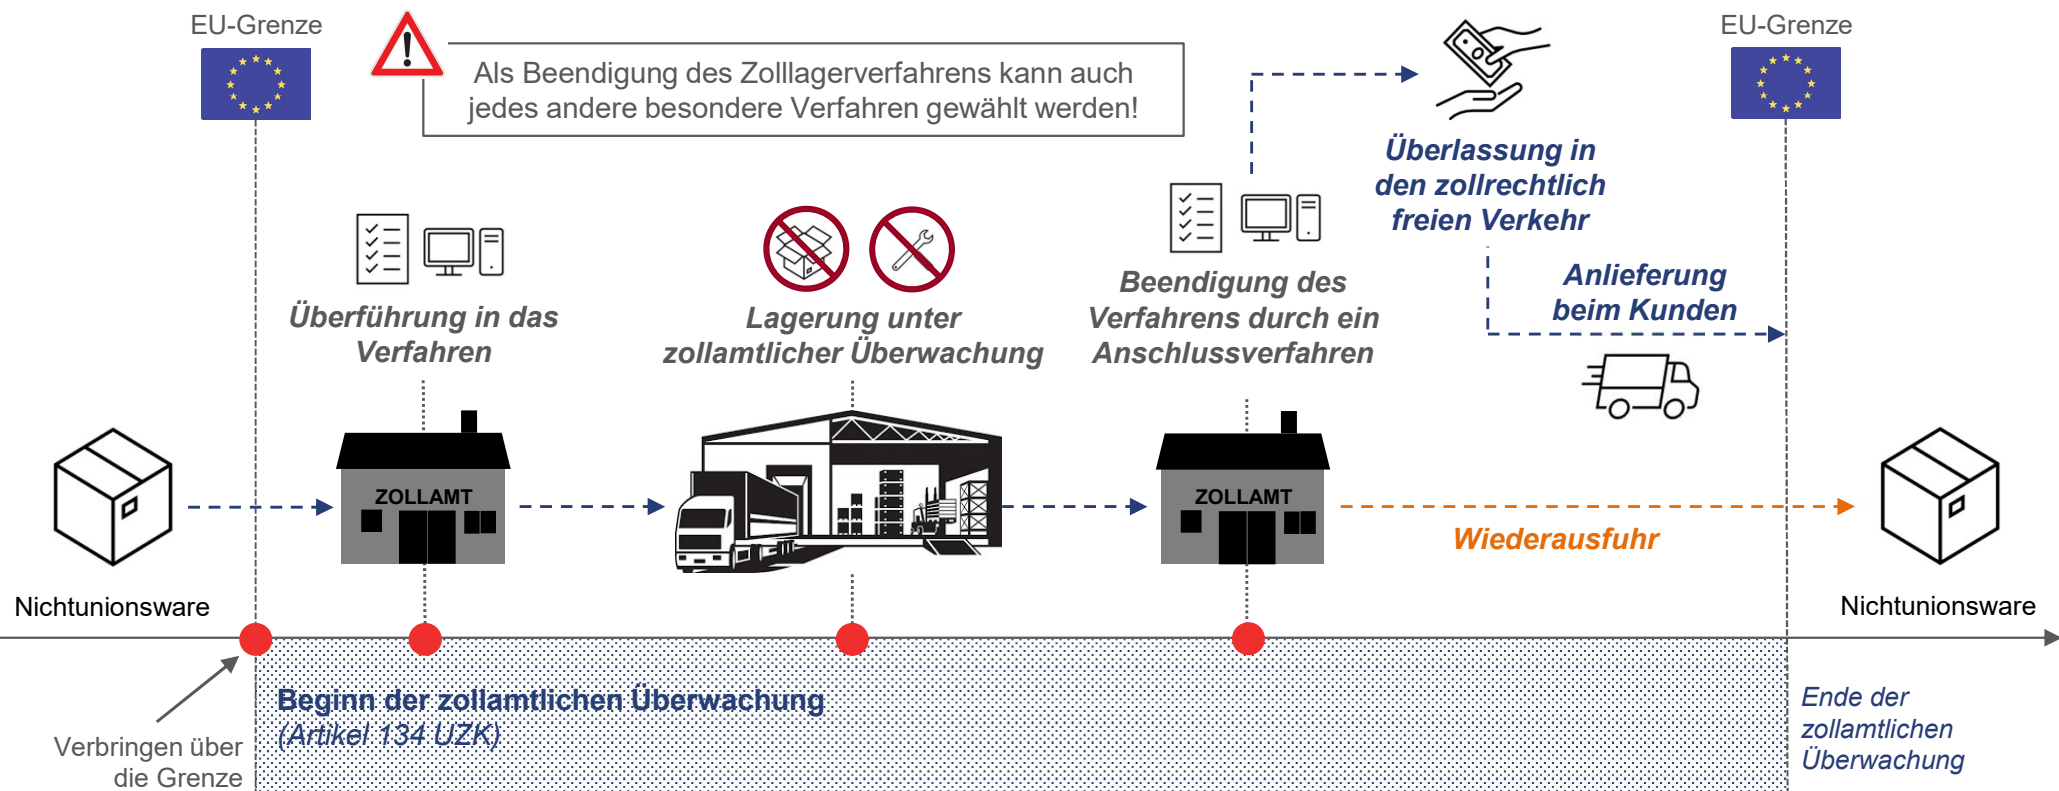 EU-Grenze
EU-Grenze
Als Beendigung des Zolllagerverfahrens kann auch
jedes andere besondere Verfahren gewählt werden!
Überlassung in
den zollrechtlich
freien Verkehr
Anlieferung
beim Kunden
Überführung in das
Verfahren
Lagerung unter
zollamtlicher Überwachung
Beendigung des
Verfahrens durch ein
Anschlussverfahren
ZOLLAMT
ZOLLAMT
Wiederausfuhr
Nichtunionsware
Nichtunionsware
Beginn der zollamtlichen Überwachung
(Artikel 134 UZK)
Verbringen über
die Grenze
Ende der
zollamtlichen
Überwachung